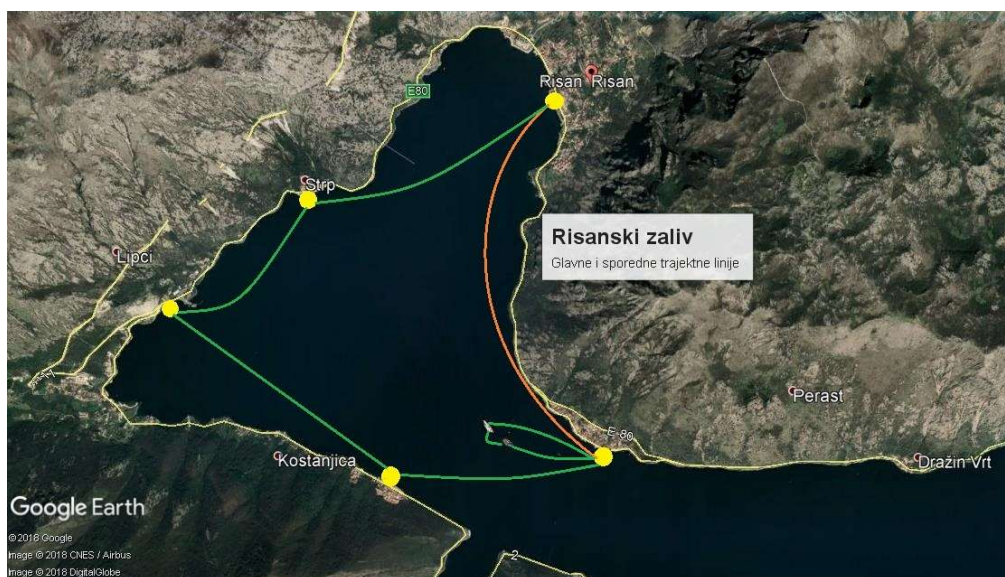 E80
Risan Risan
Strp
Risanski zaliv
Glavne i sporedne trajektne linije
Lipci
11
Perast
E 80
Kostanjica
Dražin Vrt
Google Earth
© 2018 Google
Image © 2018 CNES / Airbus
Image © 2018 DigitalGlobe
2